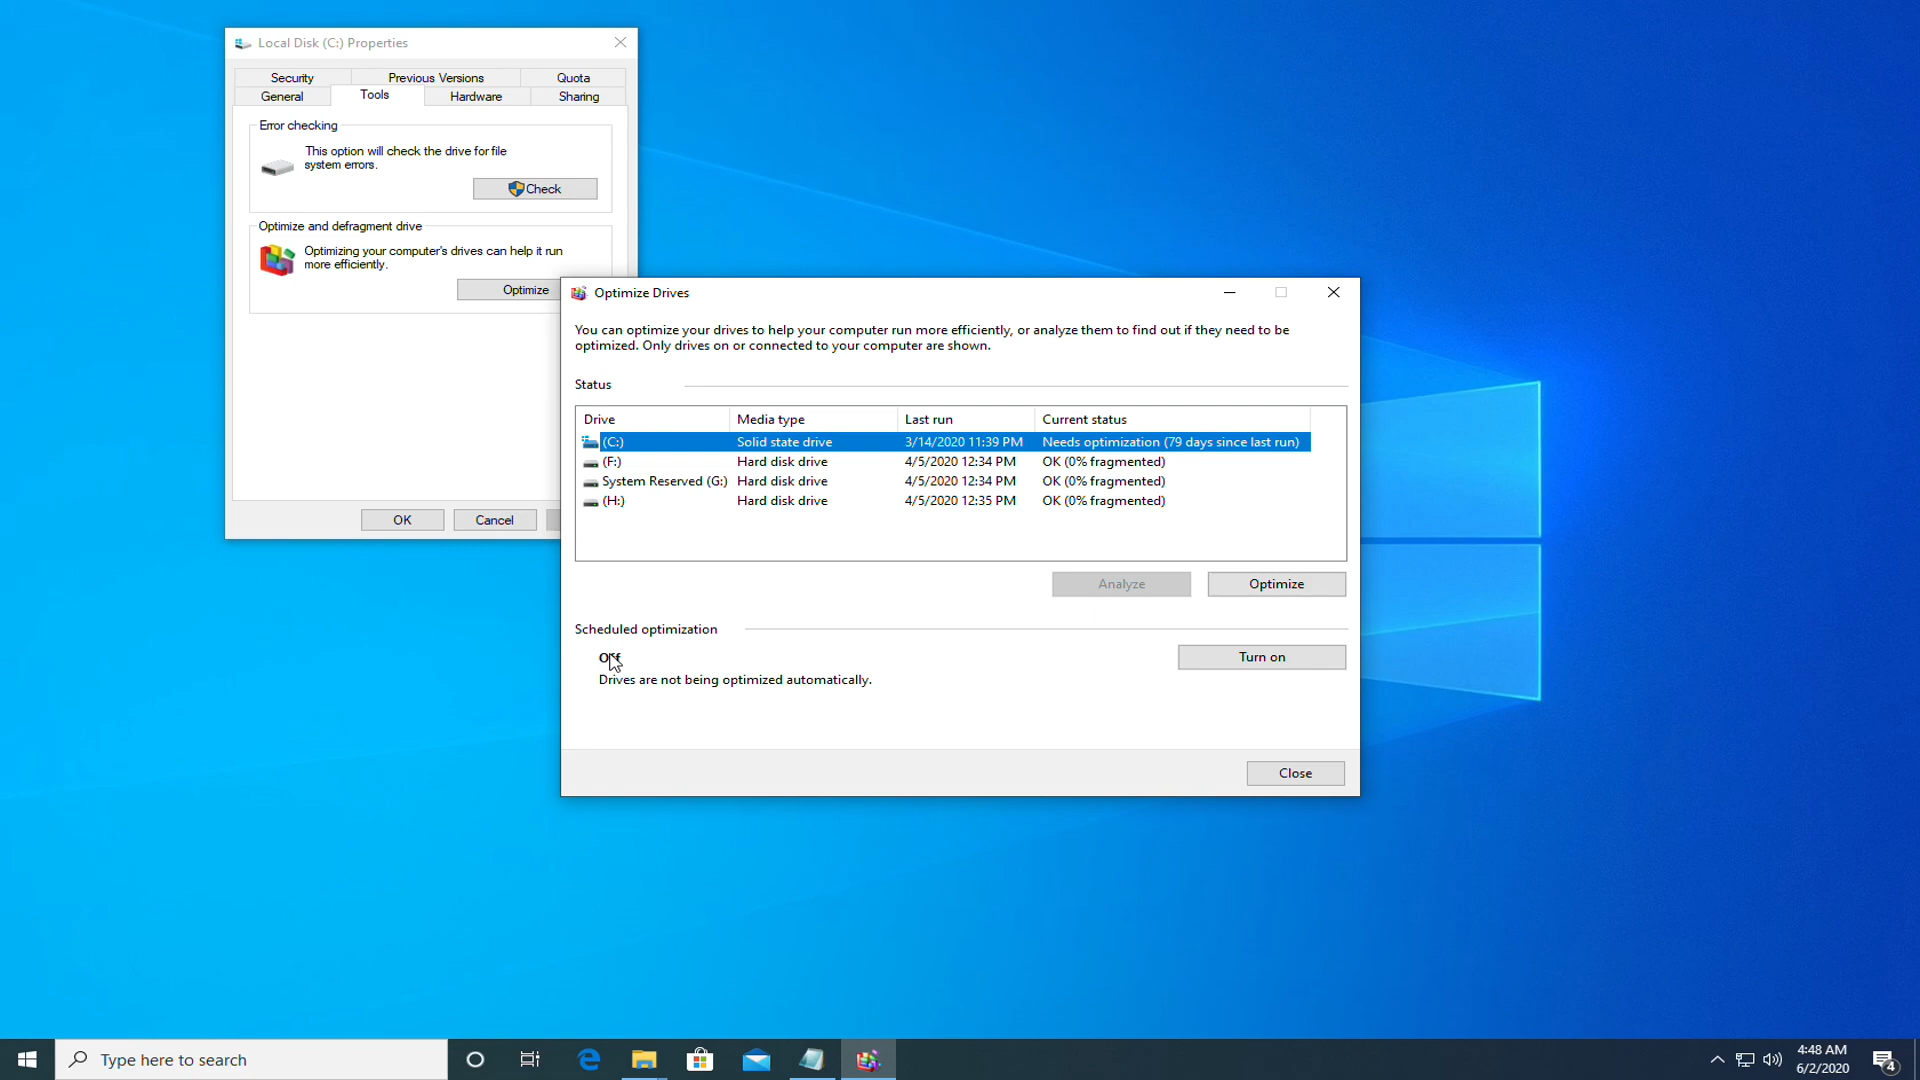 Local Disk (C:) Properties
Security Previous Versions Quota
General Tools Hardware Sharing
Error checking
This option will check the drive for file
system errors.
Check
Optimize and defragment drive
Optimizing your computer's drives can help it run
more efficiently.
Optimize
OK Cancel
Optimize Drives
You can optimize your drives to help your computer run more efficiently, or analyze them to find out if they need to be
optimized. Only drives on or connected to your computer are shown.
Status
Drive Media type Last run Current status
(C:) Solid state drive 3/14/2020 11:39 PM Needs optimization (79 days since last run)
(F:) Hard disk drive 4/5/2020 12:34 PM OK (0% fragmented)
System Reserved (G:) Hard disk drive 4/5/2020 12:34 PM OK (0% fragmented)
(H:) Hard disk drive 4/5/2020 12:35 PM OK (0% fragmented)
Analyze Optimize
Scheduled optimization
Off Turn on
Drives are not being optimized automatically.
Close
Type here to search
4:48 AM
6/2/2020
4